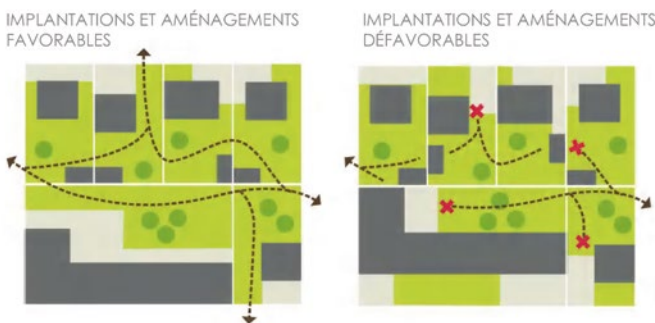 IMPLANTATIONS ET AMÉNAGEMENTS
FAVORABLES
IMPLANTATIONS ET AMÉNAGEMENTS
DÉFAVORABLES